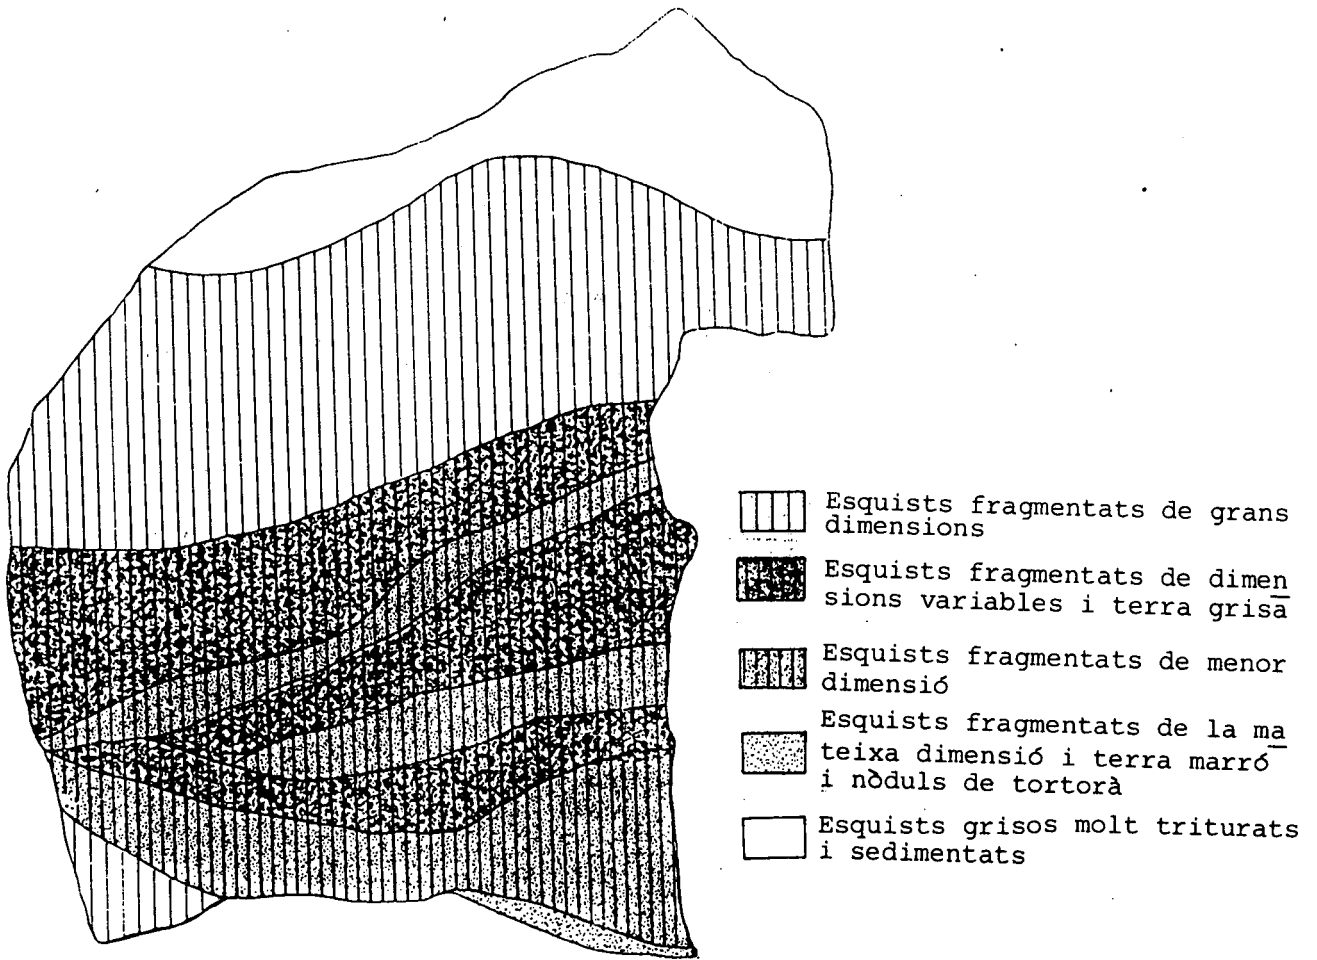 Esquists fragmentats de grans
dimensions
Esquists fragmentats de dimen
sions variables i terra grisa
Esquists fragmentats de menor
dimensió
Esquists fragmentats de la ma
teixa dimensió i terra marró
i nòduls de tortorà
Esquists grisos molt triturats
i sedimentats